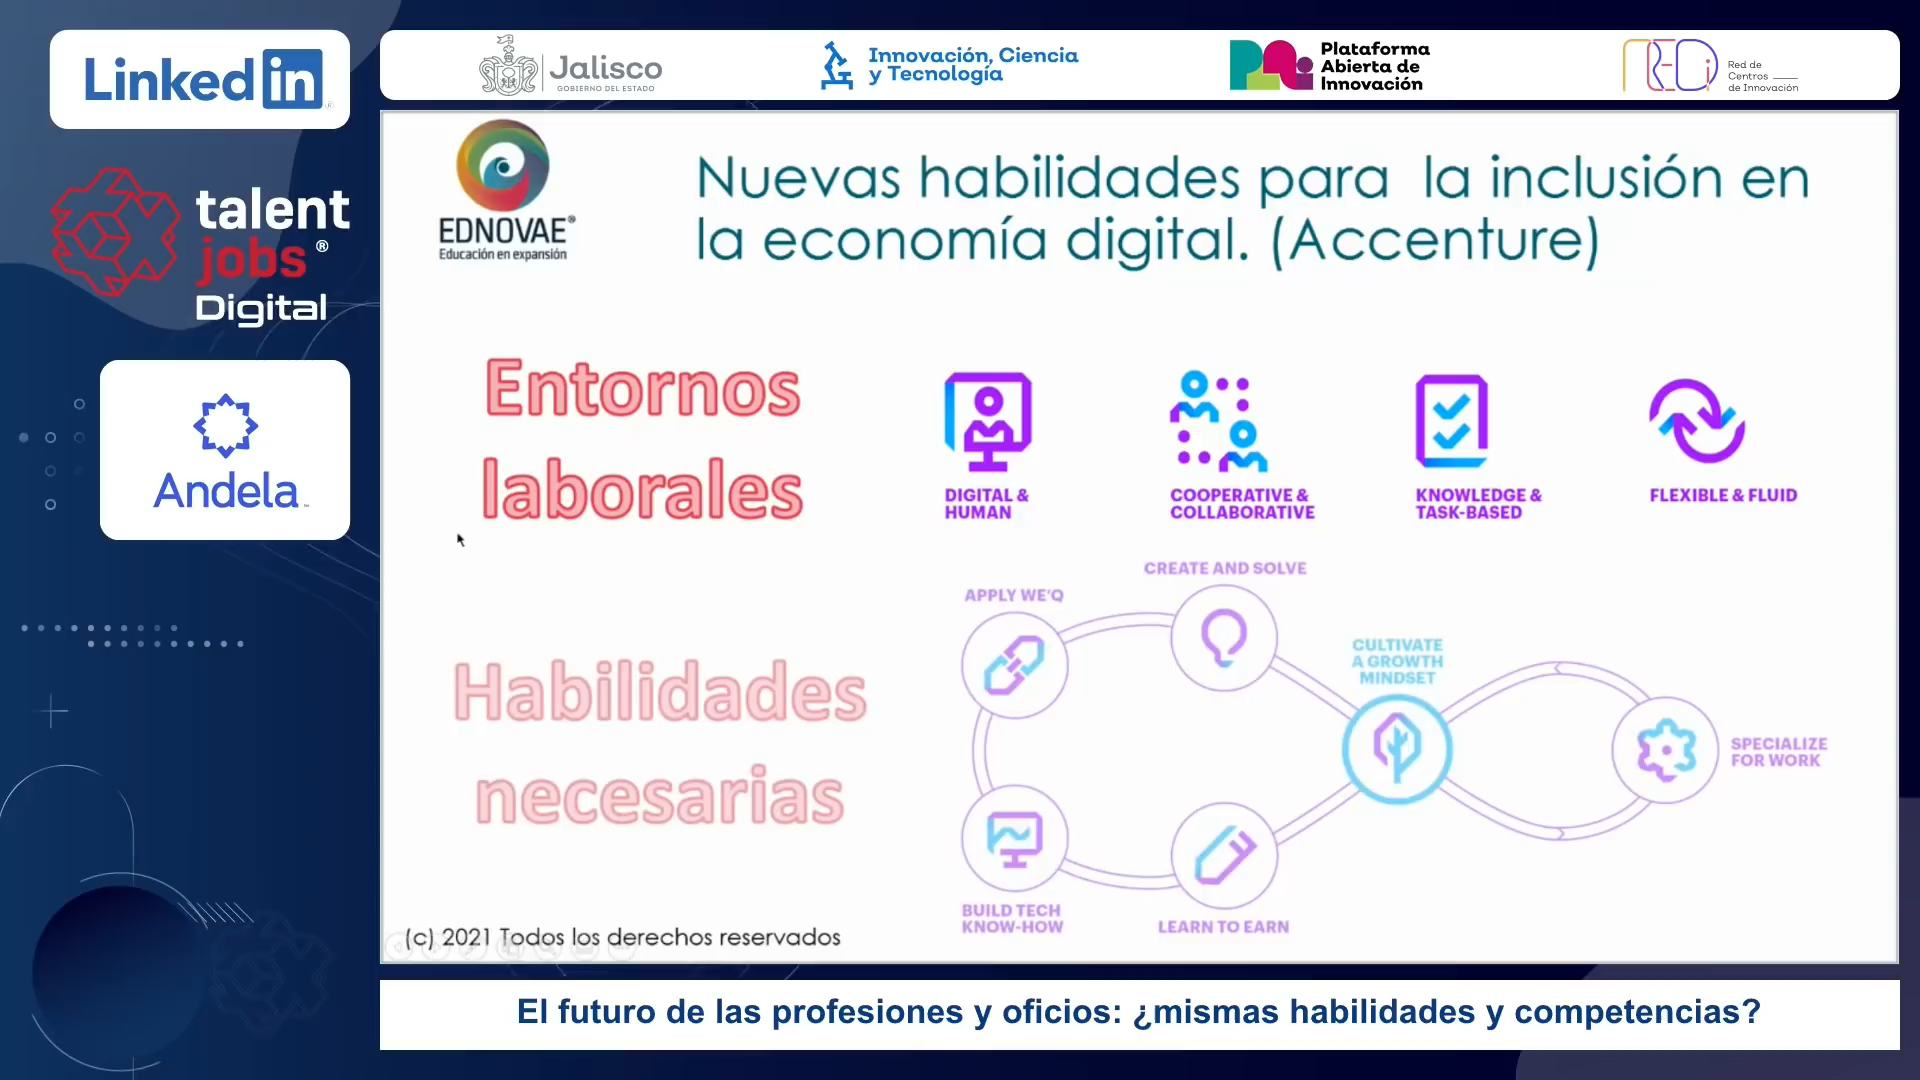 LinkedIn
Jalisco
GOBIERNO DEL ESTADO
Innovación, Ciencia
y Tecnología
Plataforma
Abierta de
Innovación
REDi
Red de
Centros
de Innovación
talent
jobs ®
Digital
Andela
EDNOVAE®
Educación en expansión
Nuevas habilidades para la inclusión en
la economía digital. (Accenture)
Entornos
laborales
DIGITAL &
HUMAN
COOPERATIVE &
COLLABORATIVE
KNOWLEDGE &
TASK-BASED
FLEXIBLE & FLUID
Habilidades
necesarias
APPLY WE'Q
CREATE AND SOLVE
CULTIVATE
A GROWTH
MINDSET
SPECIALIZE
FOR WORK
BUILD TECH
KNOW-HOW
LEARN TO EARN
(c) 2021 Todos los derechos reservados
El futuro de las profesiones y oficios: ¿mismas habilidades y competencias?